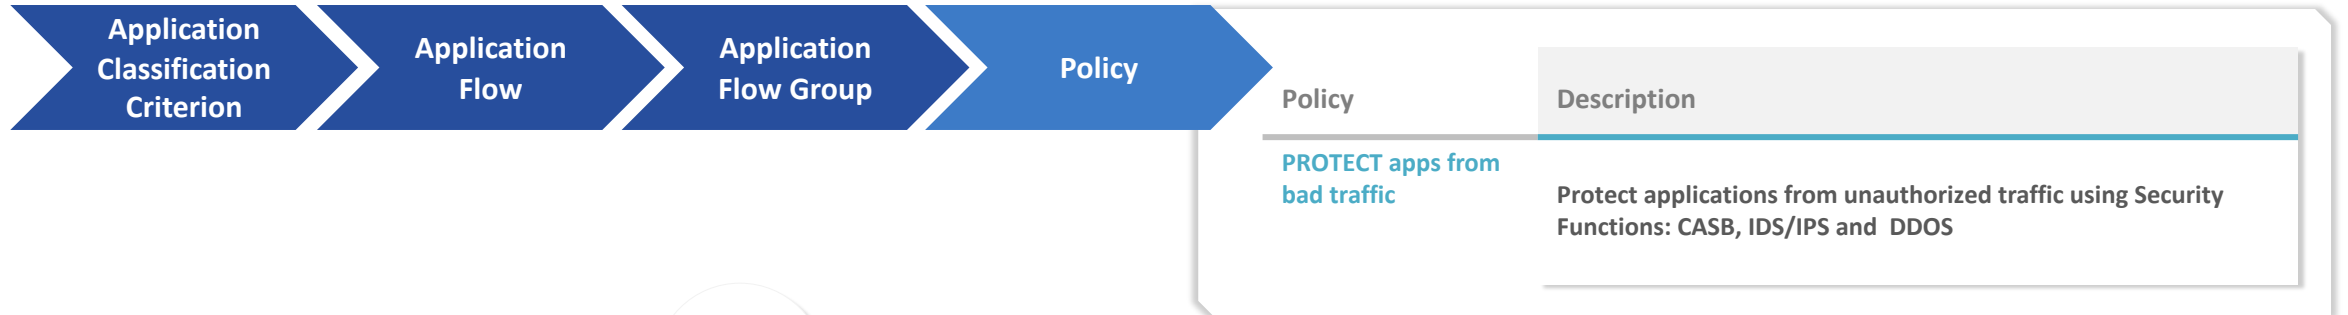 Application
Classification
Criterion
Application
Flow
Application
Flow Group
Policy
Policy
Description
PROTECT apps from
bad traffic
Protect applications from unauthorized traffic using Security
Functions: CASB, IDS/IPS and  DDOS